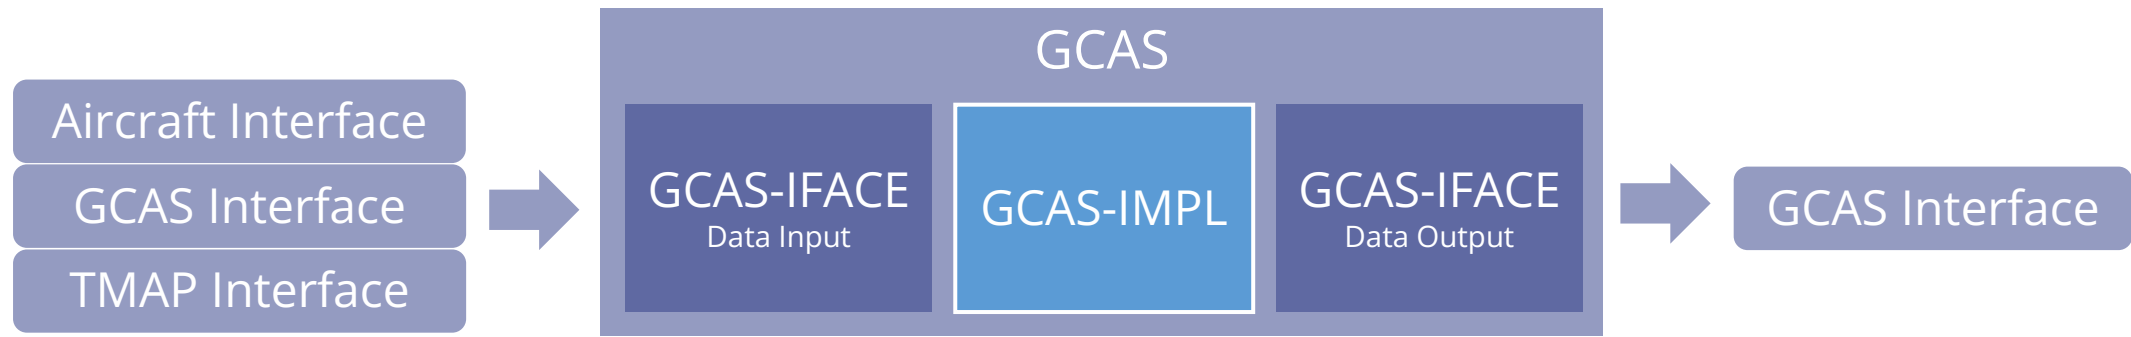 Aircraft Interface
GCAS Interface
TMAP Interface
GCAS
GCAS-IFACE
Data Input
GCAS-IMPL
GCAS-IFACE
Data Output
GCAS Interface